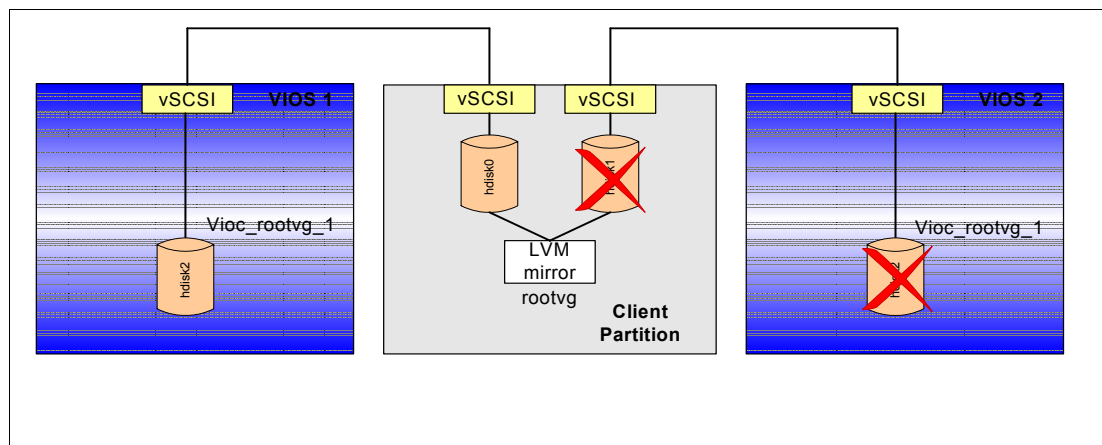 vSCSI
VIOS 1
Vioc_rootvg_1
hdisk2
vSCSI
vSCSI
hdisk0
LVM
mirror
rootvg
Client
Partition
vSCSI
VIOS 2
Vioc_rootvg_1